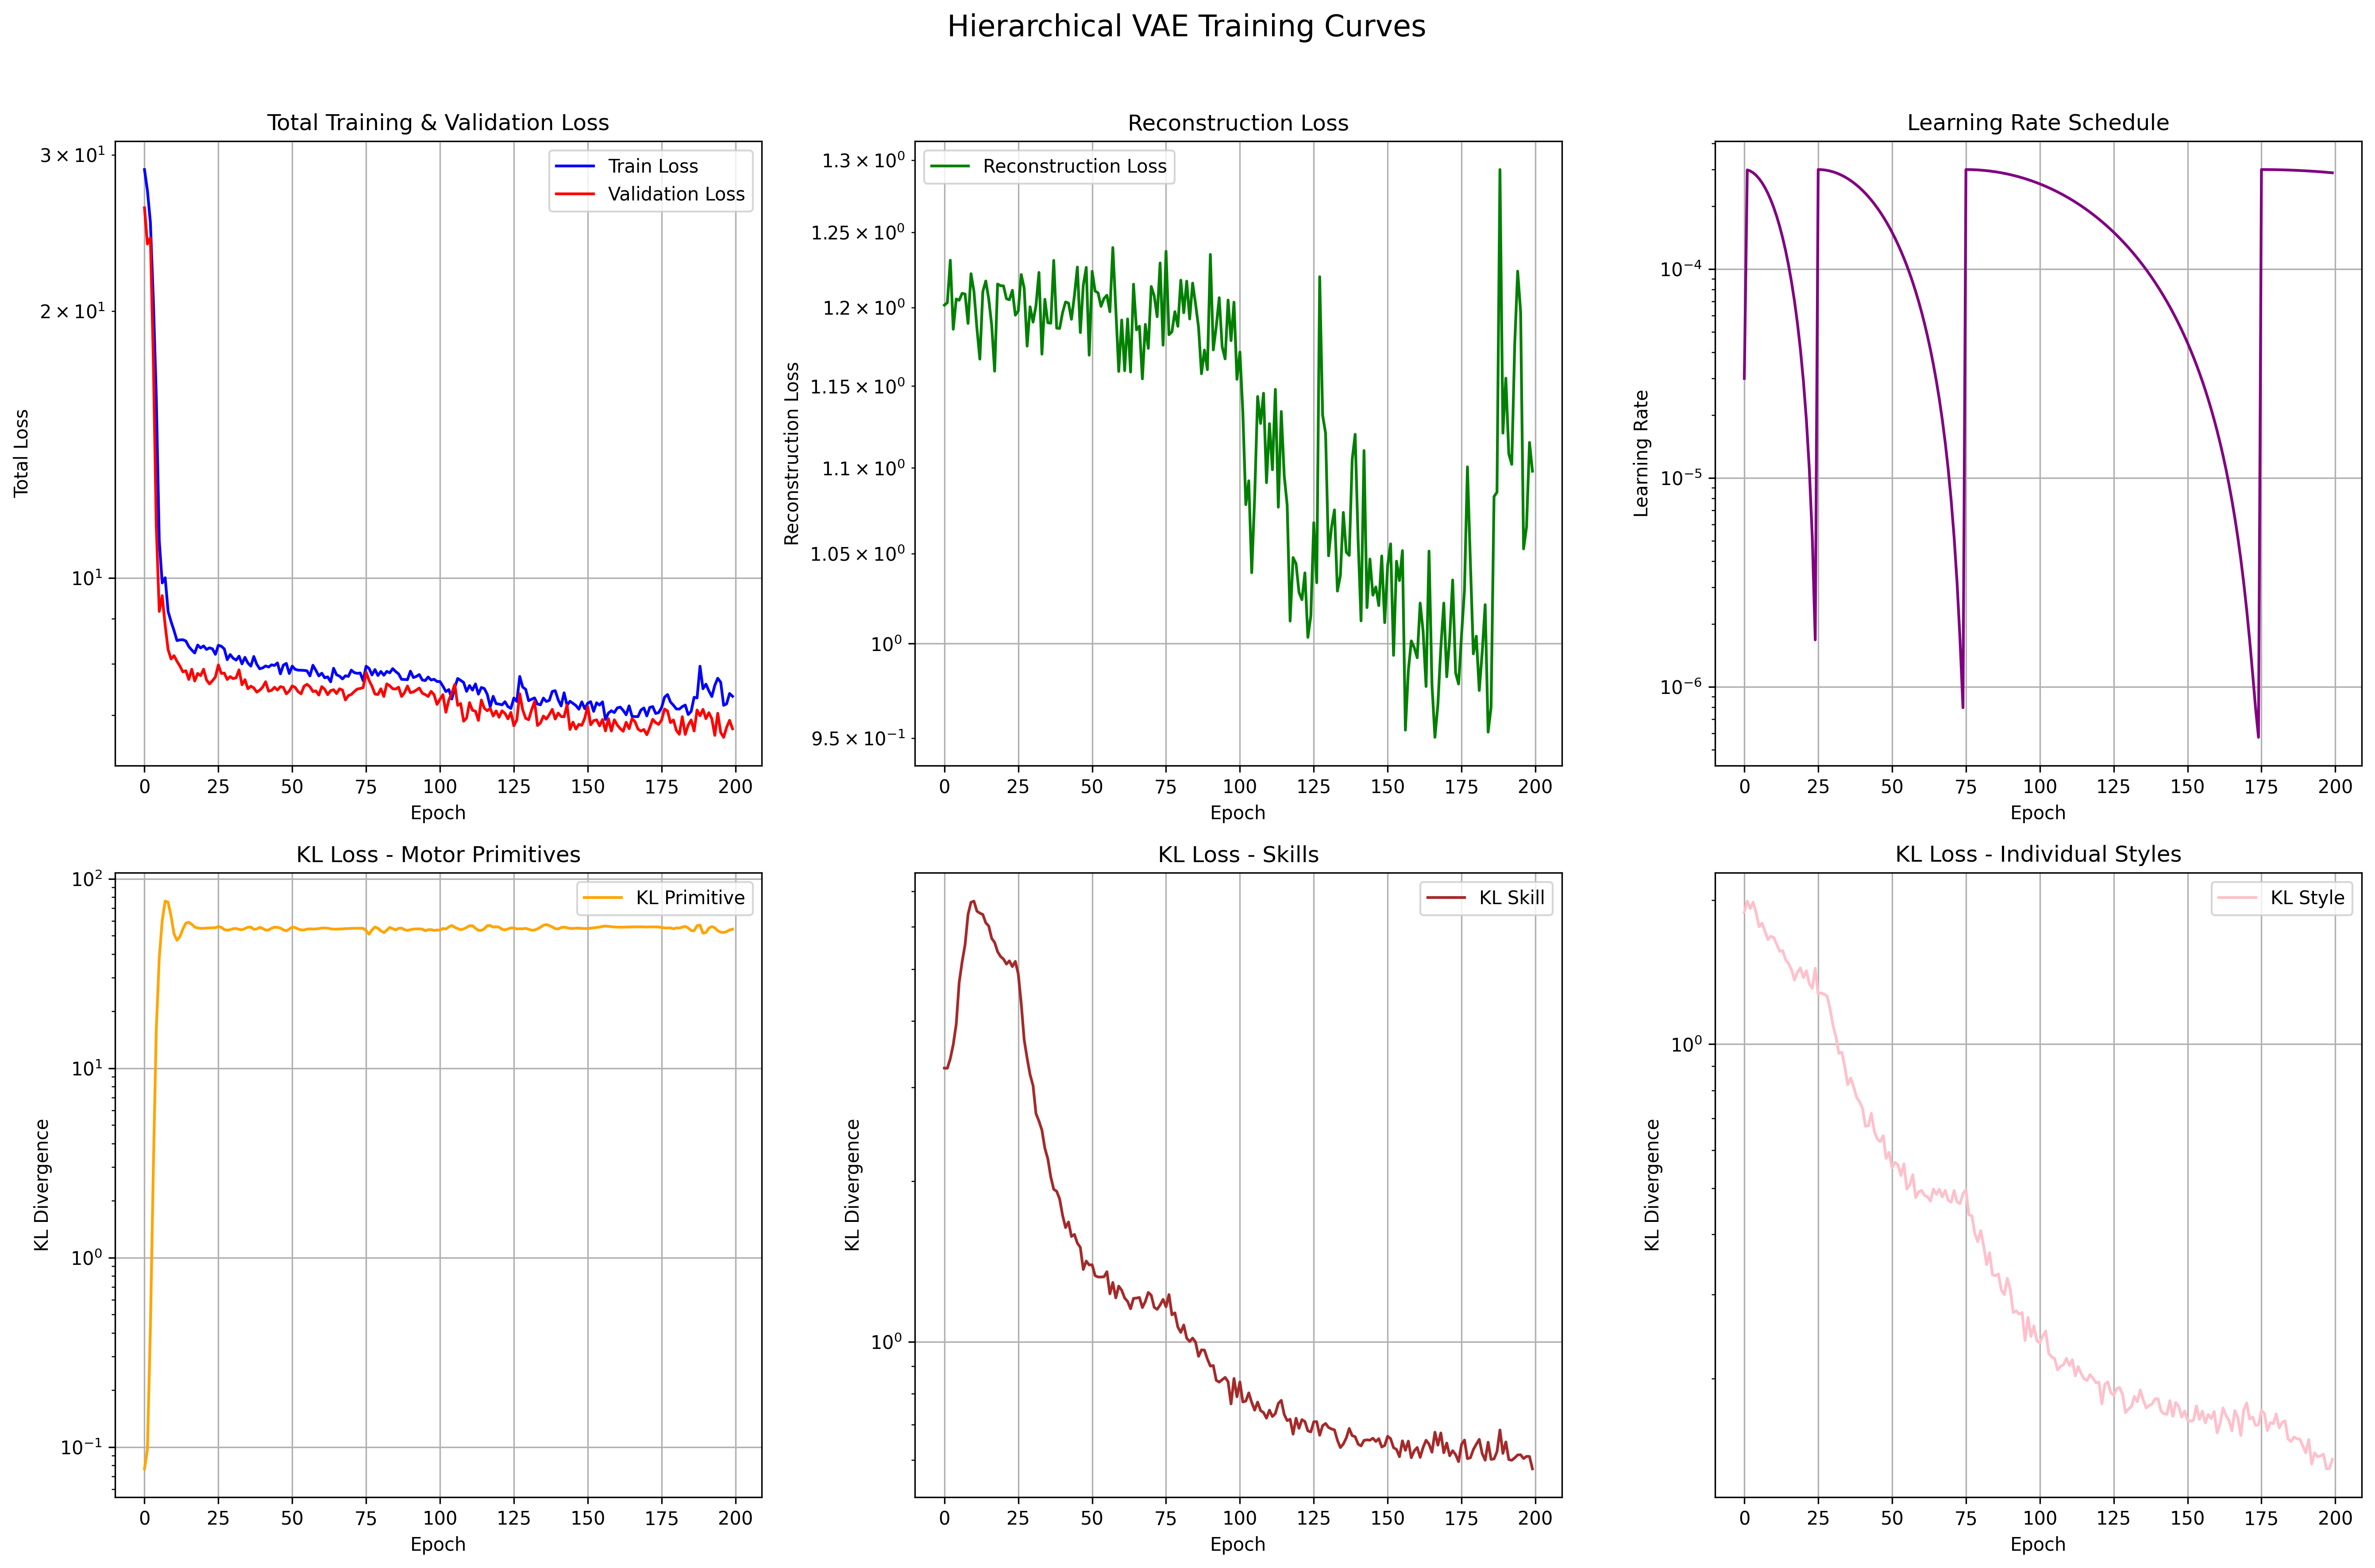 Hierarchical VAE Training Curves
Total Training & Validation Loss
3 × 10¹
2 × 10¹
10¹
Total Loss
Train Loss
Validation Loss
0 25 50 75 100 125 150 175 200
Epoch
Reconstruction Loss
1.3 × 10⁰
1.25 × 10⁰
1.2 × 10⁰
1.15 × 10⁰
1.1 × 10⁰
1.05 × 10⁰
10⁰
9.5 × 10⁻¹
Reconstruction Loss
Reconstruction Loss
0 25 50 75 100 125 150 175 200
Epoch
Learning Rate Schedule
10⁻⁴
10⁻⁵
10⁻⁶
Learning Rate
0 25 50 75 100 125 150 175 200
Epoch
KL Loss - Motor Primitives
10²
10¹
10⁰
10⁻¹
KL Divergence
KL Primitive
0 25 50 75 100 125 150 175 200
Epoch
KL Loss - Skills
10⁰
KL Divergence
KL Skill
0 25 50 75 100 125 150 175 200
Epoch
KL Loss - Individual Styles
10⁰
KL Divergence
KL Style
0 25 50 75 100 125 150 175 200
Epoch